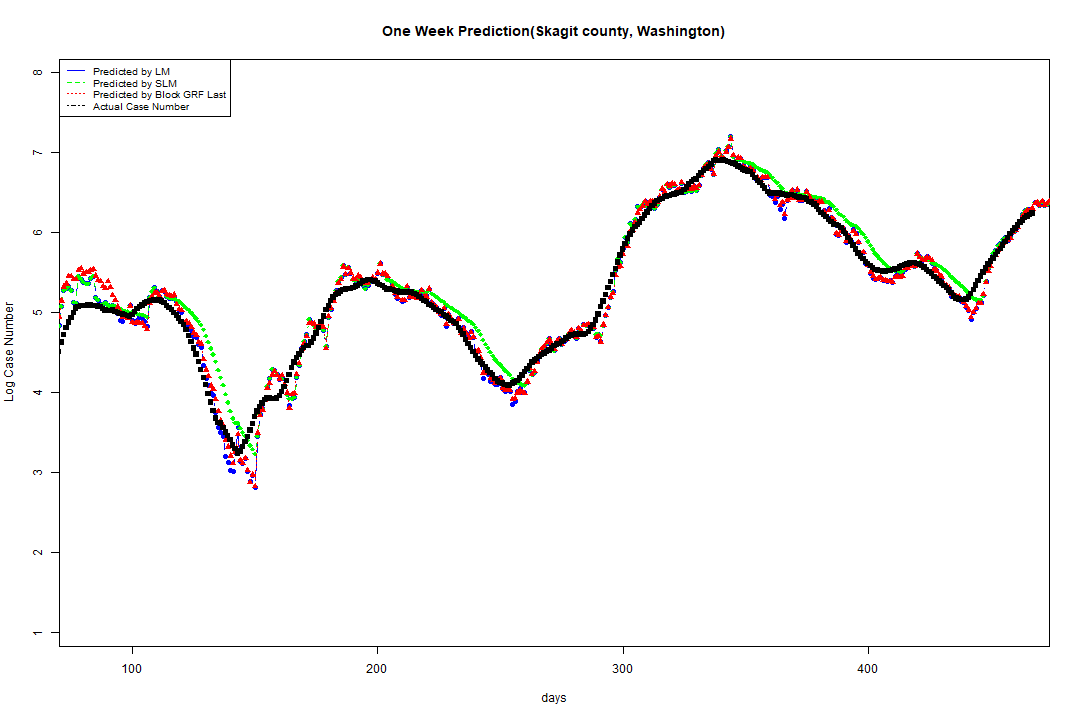 One Week Prediction(Skagit county, Washington)
Predicted by LM
Predicted by SLM
Predicted by Block GRF Last
Actual Case Number
8
7
6
5
4
3
2
1
Log Case Number
100 200 300 400
days